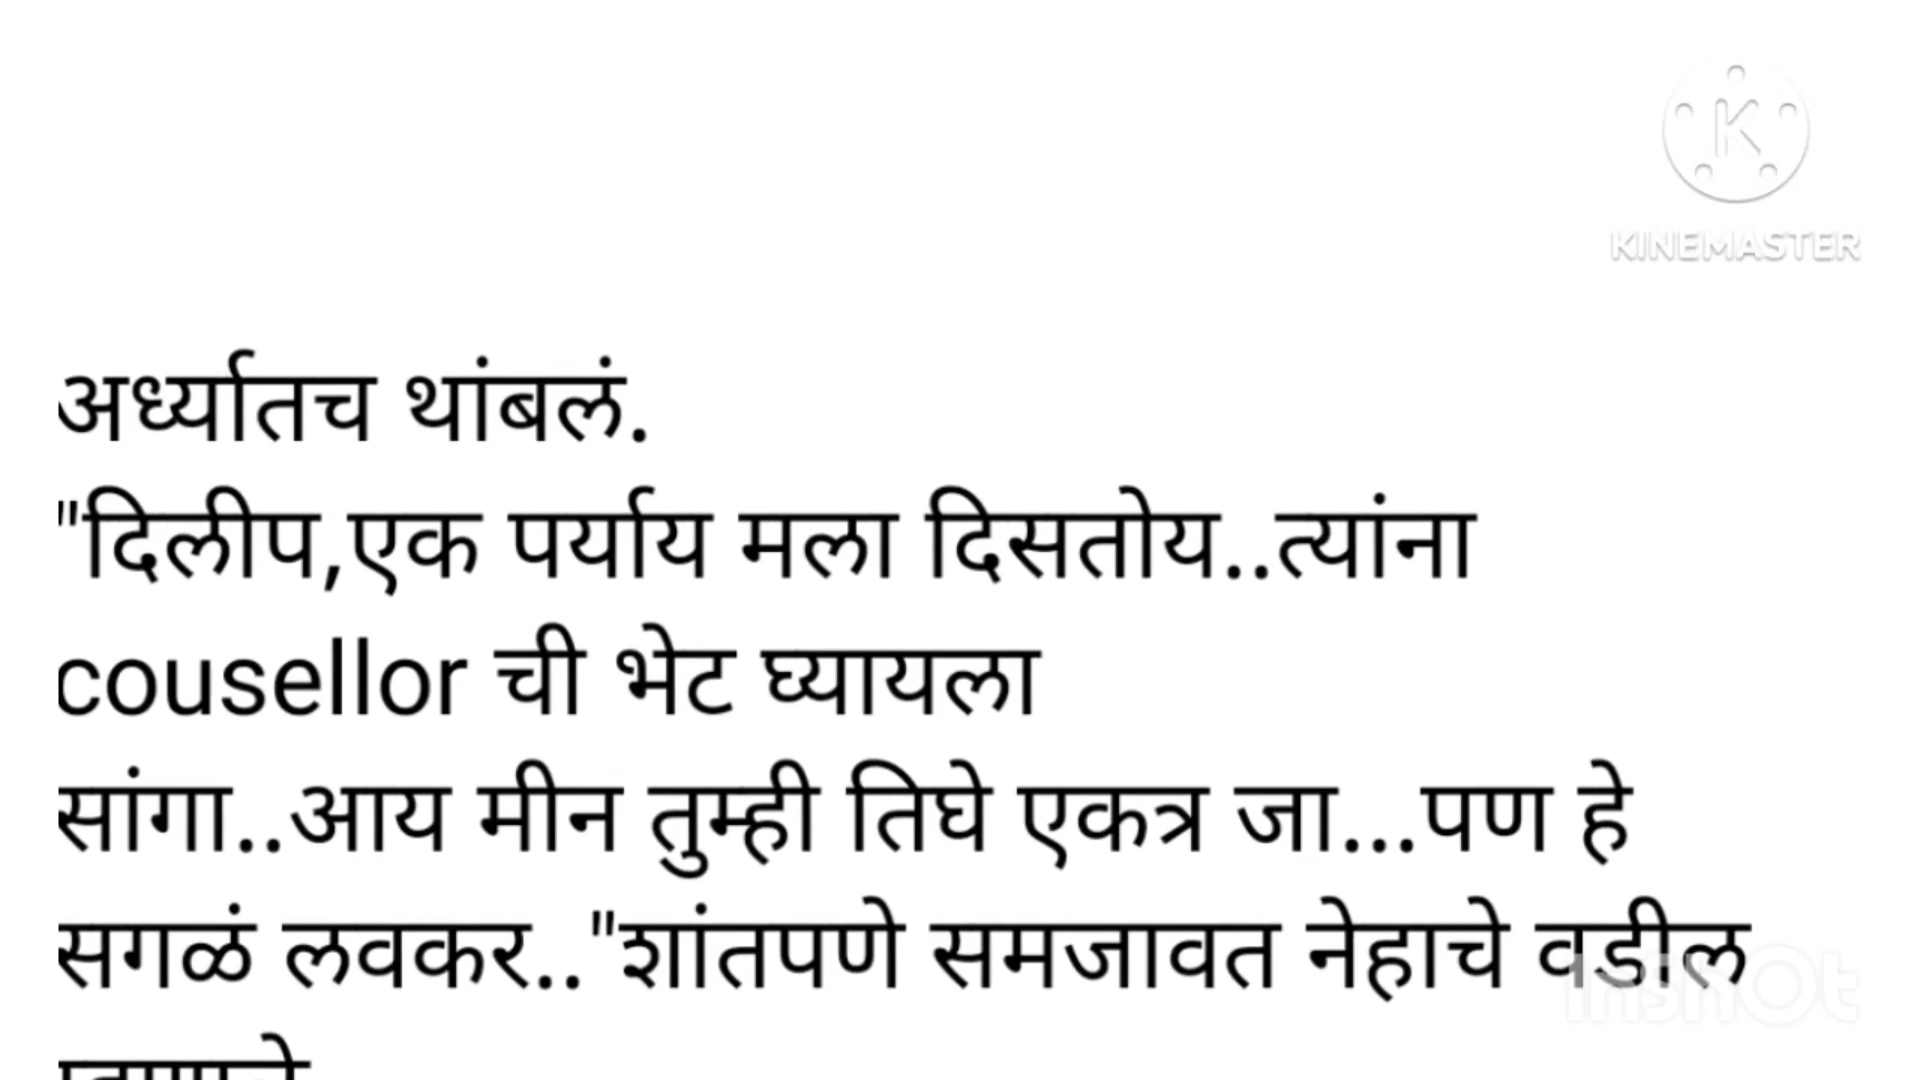 KINEMASTER
अर्ध्यातच थांबलं.
"दिलीप,एक पर्याय मला दिसतोय..त्यांना
cousellor ची भेट घ्यायला
सांगा..आय मीन तुम्ही तिघे एकत्र जा...पण हे
सगळं लवकर.."शांतपणे समजावत नेहाचे वडील
InShOt